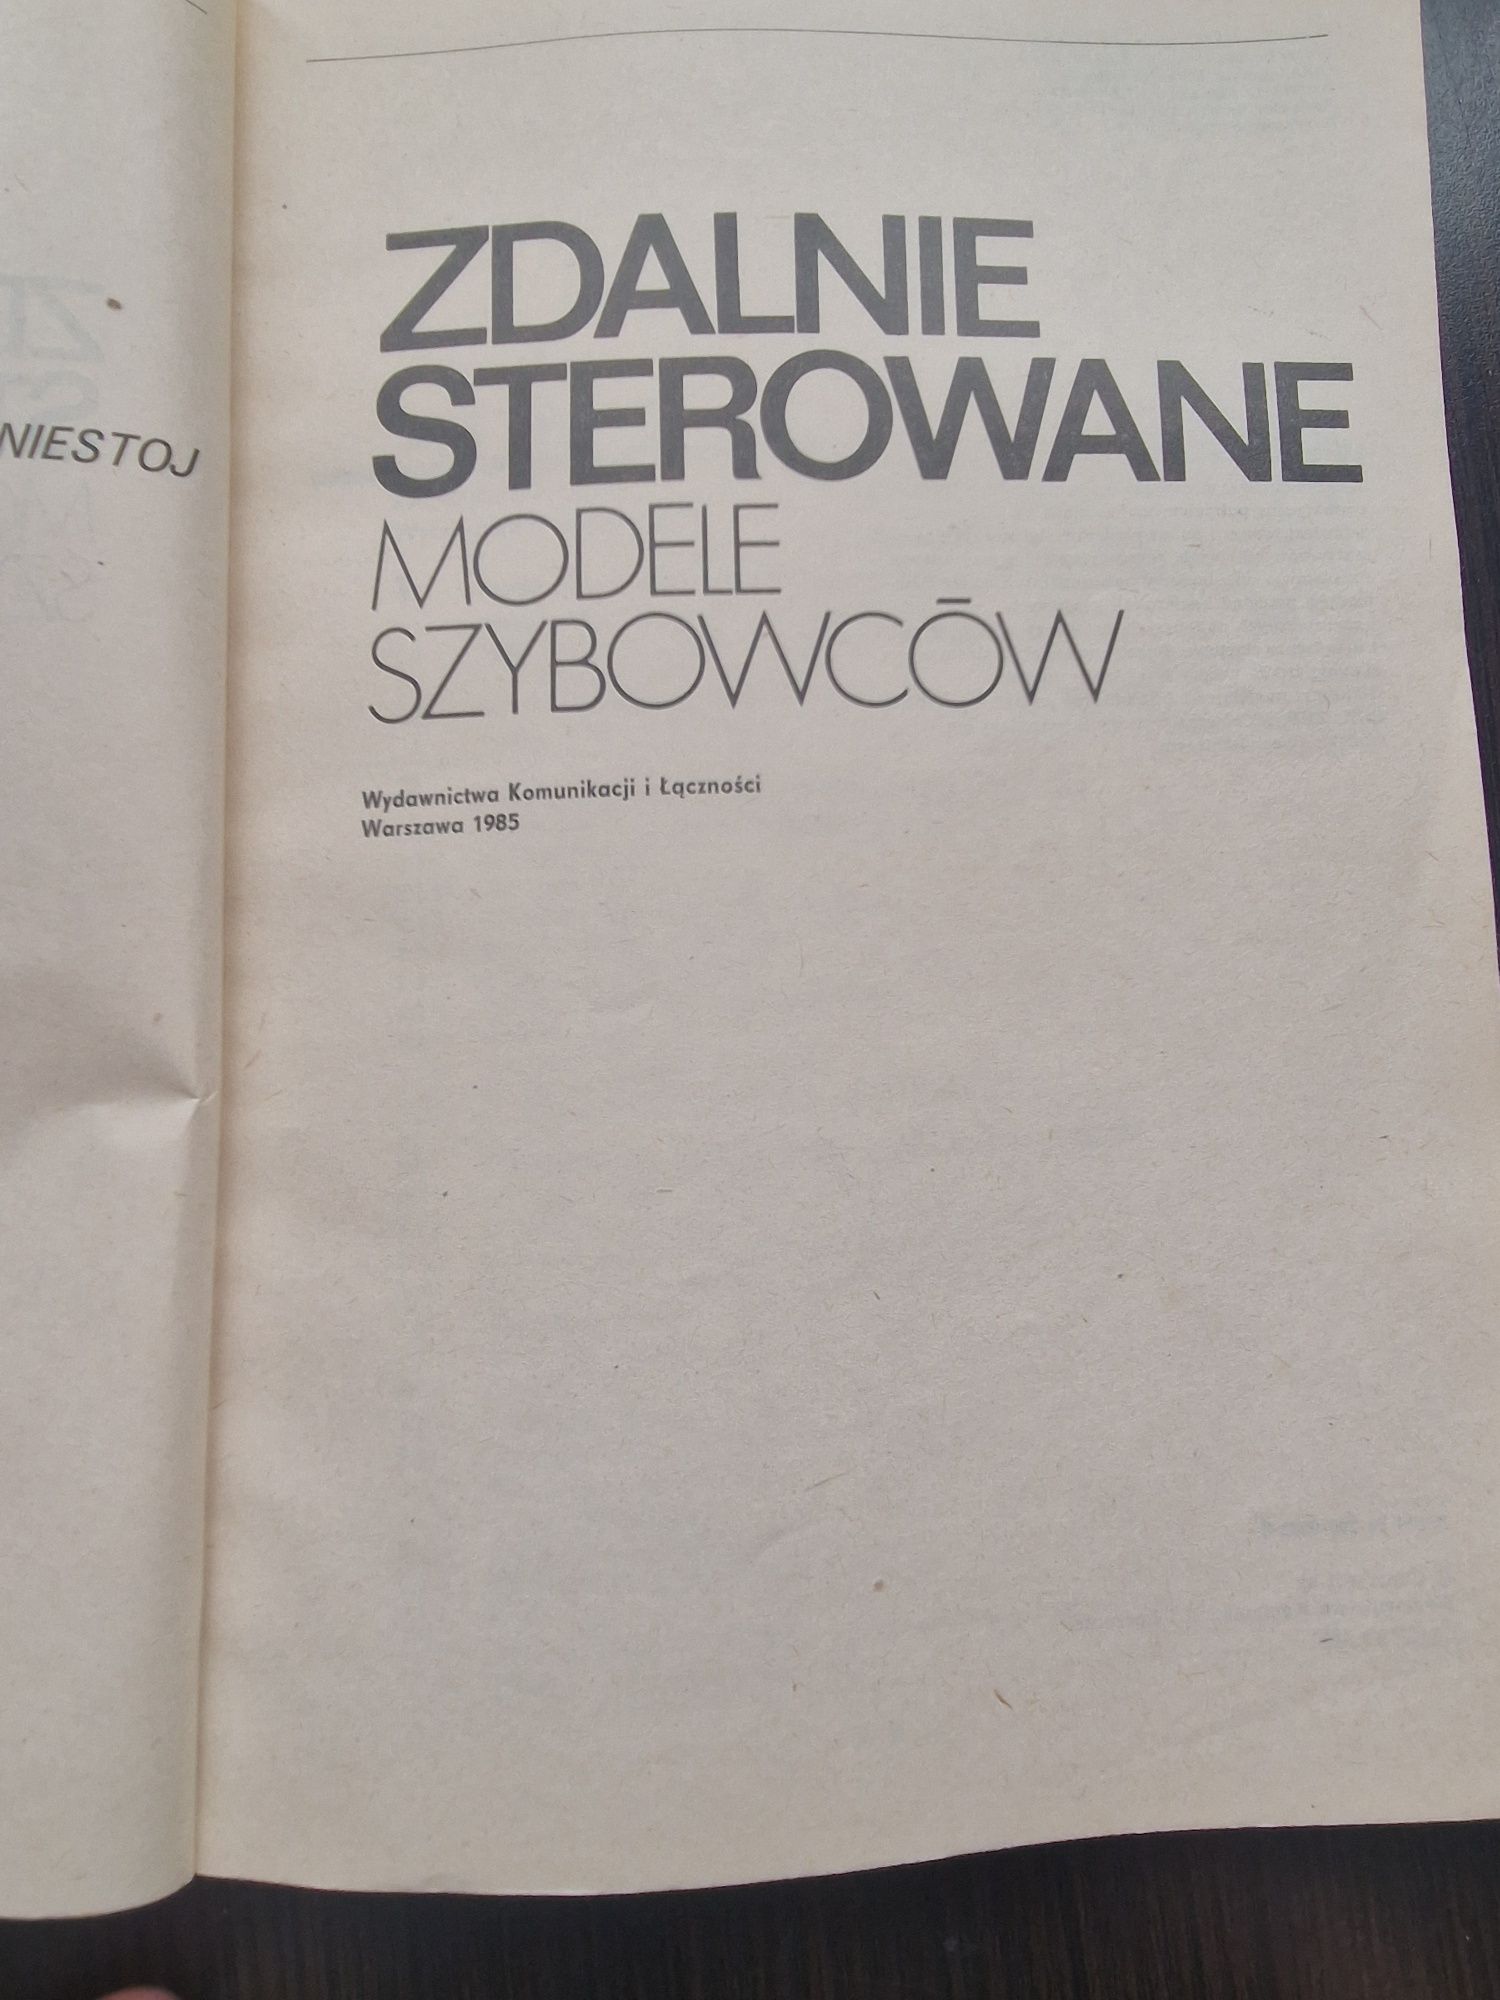 NIESTOJ
ZDALNIE
STEROWANE
MODELE
SZYBOWCÓW
Wydawnictwa Komunikacji i Łączności
Warszawa 1985